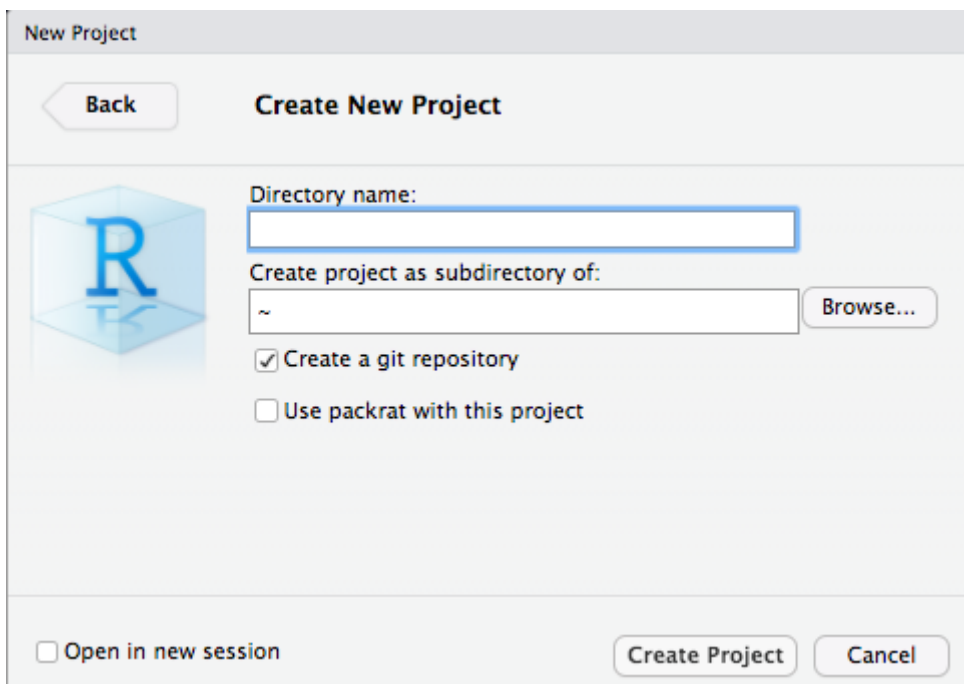 New Project
Back
Create New Project
R
Directory name:
Create project as subdirectory of:
~
Browse...
Create a git repository
Use packrat with this project
Open in new session
Create Project
Cancel